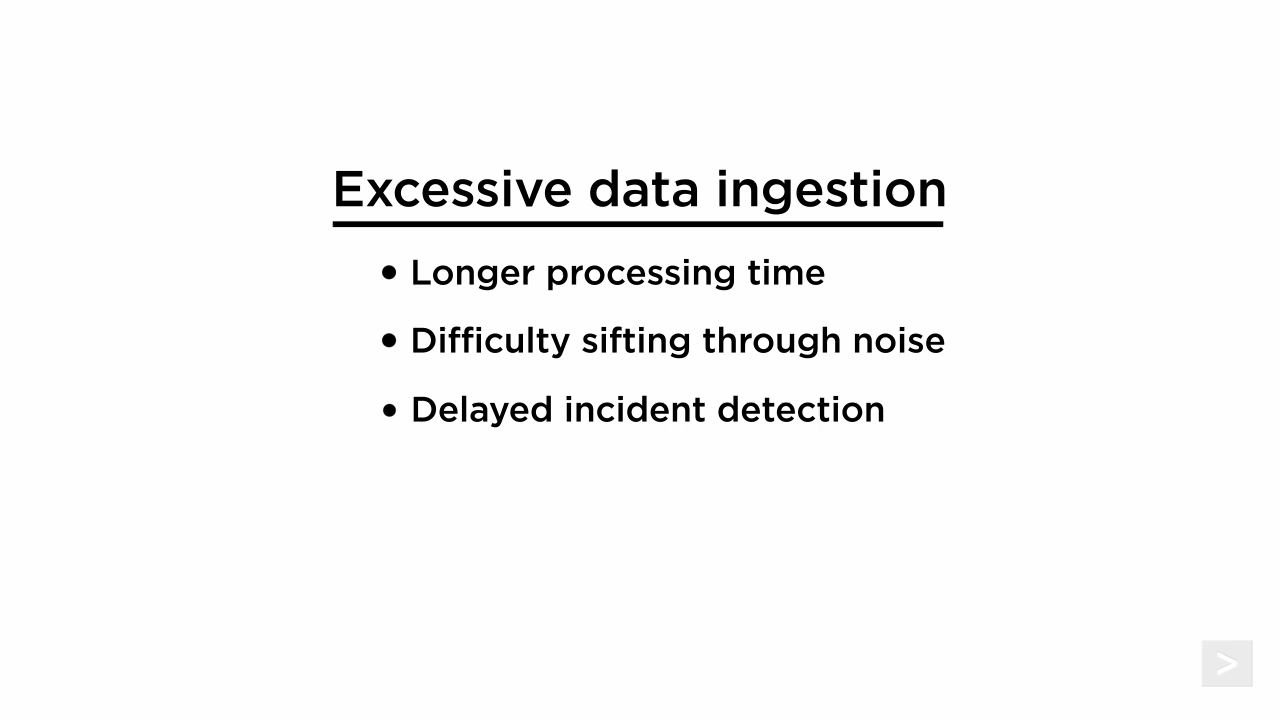 Excessive data ingestion
• Longer processing time
• Difficulty sifting through noise
• Delayed incident detection
>